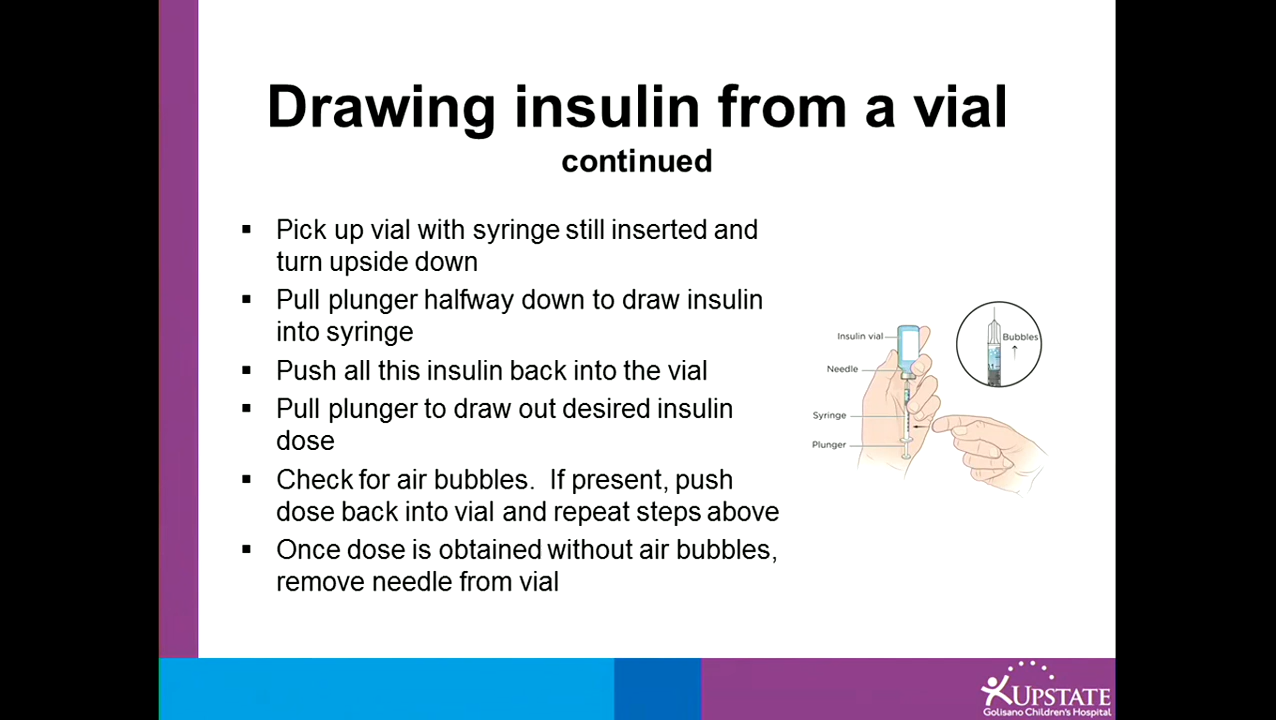 Drawing insulin from a vial
continued
▪ Pick up vial with syringe still inserted and
turn upside down
▪ Pull plunger halfway down to draw insulin
into syringe
▪ Push all this insulin back into the vial
▪ Pull plunger to draw out desired insulin
dose
▪ Check for air bubbles.  If present, push
dose back into vial and repeat steps above
▪ Once dose is obtained without air bubbles,
remove needle from vial
Insulin vial
Needle
Syringe
Plunger
Bubbles
UPSTATE
Golisano Children's Hospital